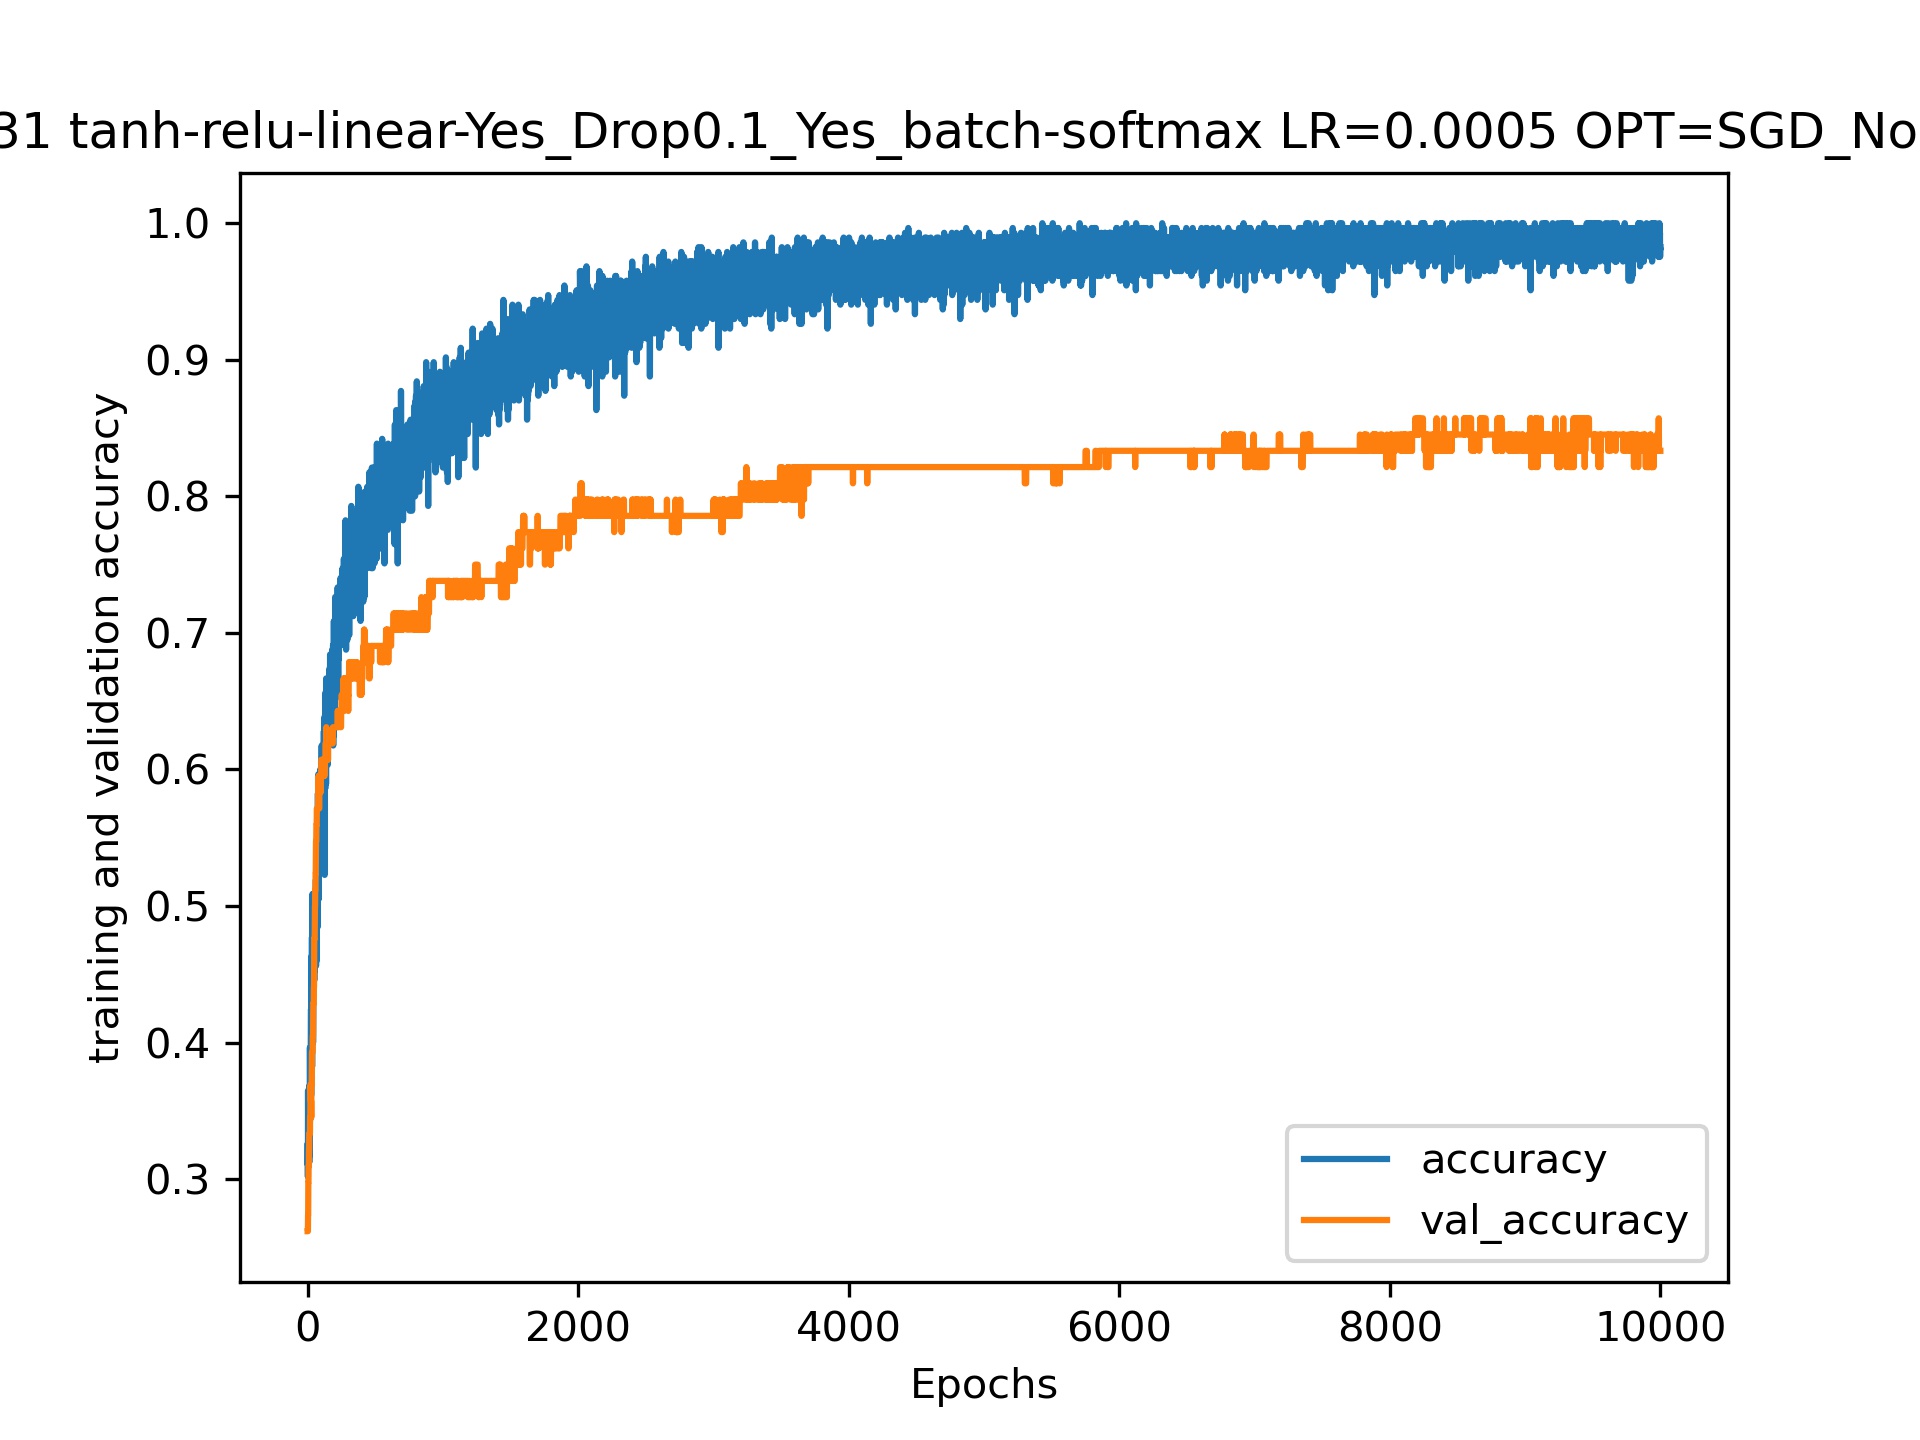 31 tanh-relu-linear-Yes_Drop0.1_Yes_batch-softmax LR=0.0005 OPT=SGD_No
training and validation accuracy
1.0
0.9
0.8
0.7
0.6
0.5
0.4
0.3
accuracy
val_accuracy
0 2000 4000 6000 8000 10000
Epochs